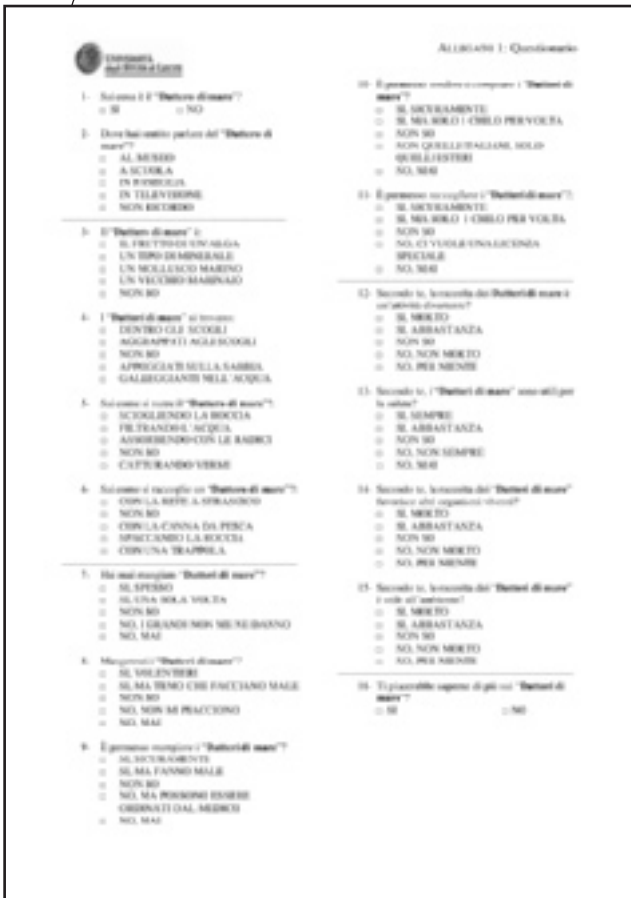 ALLEGATO 1: Questionario
UNIVERSITÀ
1- Sai cosa è il "Dattero di mare"?
□ SI □ NO
2- Dove hai sentito parlare del "Dattero di
mare"?
□ AL MUSEO
□ A SCUOLA
□ IN FAMIGLIA
□ IN TELEVISIONE
□ NON RICORDO
3- Il "Dattero di mare" è:
□ IL FRUTTO DI UN'ALGA
□ UN TIPO DI MINERALE
□ UN MOLLUSCO MARINO
□ UN VECCHIO MARINAIO
□ NON SO
4- I "Datteri di mare" si trovano:
□ DENTRO GLI SCOGLI
□ AGGRAPPATI AGLI SCOGLI
□ NON SO
□ APPOGGIATI SULLA SABBIA
□ GALLEGGIANTI NELL'ACQUA
5- Sai come si nutre il "Dattero di mare"?:
□ SCIOGLIENDO LA ROCCIA
□ FILTRANDO L'ACQUA
□ ASSORBENDO CON LE RADICI
□ NON SO
□ CATTURANDO VERMI
6- Sai come si raccoglie un "Dattero di mare"?:
□ CON LA RETE A STRASCICO
□ NON SO
□ CON LA CANNA DA PESCA
□ SPACCANDO LA ROCCIA
□ CON UNA TRAPPOLA
7- Hai mai mangiato "Datteri di mare"?
□ SI, SPESSO
□ SI, UNA SOLA VOLTA
□ NON SO
□ NO, I GRANDI NON ME NE DANNO
□ NO, MAI
8- Mangeresti i "Datteri di mare"?
□ SI, VOLENTIERI
□ SI, MA TEMO CHE FACCIANO MALE
□ NON SO
□ NO, NON MI PIACCIONO
□ NO, MAI
9- È permesso mangiare i "Datteri di mare"?
□ SI, SICURAMENTE
□ SI, MA FANNO MALE
□ NON SO
□ NO, MA POSSONO ESSERE
ORDINATI DAL MEDICO
□ NO, MAI
10- È permesso vendere o comprare i "Datteri di
mare"?
□ SI, SICURAMENTE
□ SI, MA SOLO 1 CHILO PER VOLTA
□ NON SO
□ NON QUELLI ITALIANI, SOLO
QUELLI ESTERI
□ NO, MAI
11- È permesso raccogliere i "Datteri di mare"?:
□ SI, SICURAMENTE
□ SI, MA SOLO 1 CHILO PER VOLTA
□ NON SO
□ NO, CI VUOLE UNA LICENZA
SPECIALE
□ NO, MAI
12- Secondo te, la raccolta dei Datteri di mare è
un'attività divertente?
□ SI, MOLTO
□ SI, ABBASTANZA
□ NON SO
□ NO, NON MOLTO
□ NO, PER NIENTE
13- Secondo te, i "Datteri di mare" sono utili per
la salute?
□ SI, SEMPRE
□ SI, ABBASTANZA
□ NON SO
□ NO, NON SEMPRE
□ NO, MAI
14- Secondo te, la raccolta dei "Datteri di mare"
altri organismi viventi?
□ SI, MOLTO
□ SI, ABBASTANZA
□ NON SO
□ NO, NON MOLTO
□ NO, PER NIENTE
15- Secondo te, la raccolta dei "Datteri di mare"
è utile all'ambiente?
□ SI, MOLTO
□ SI, ABBASTANZA
□ NON SO
□ NO, NON MOLTO
□ NO, PER NIENTE
16- Ti piacerebbe saperne di più sui "Datteri di
mare"?
□ SI □ NO